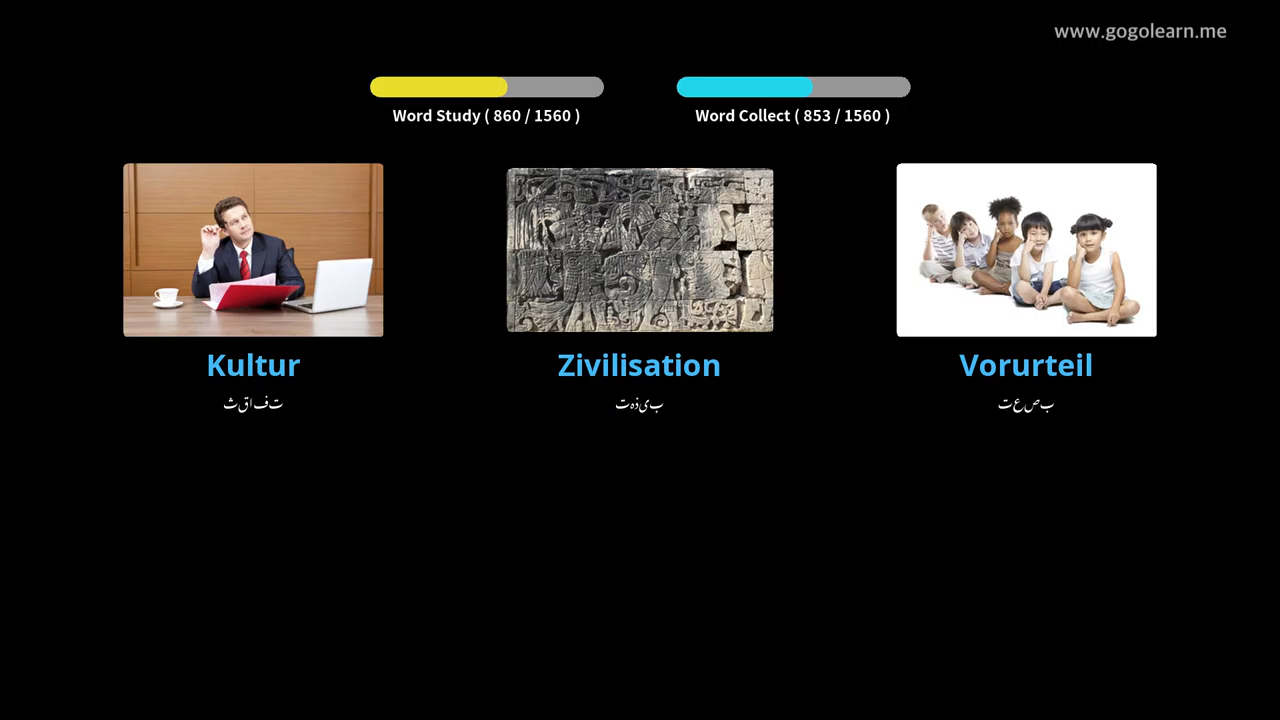 www.gogolearn.me
Word Study ( 860 / 1560 )
Word Collect ( 853 / 1560 )
Kultur
ثقافت
Zivilisation
تہذیب
Vorurteil
تعصب